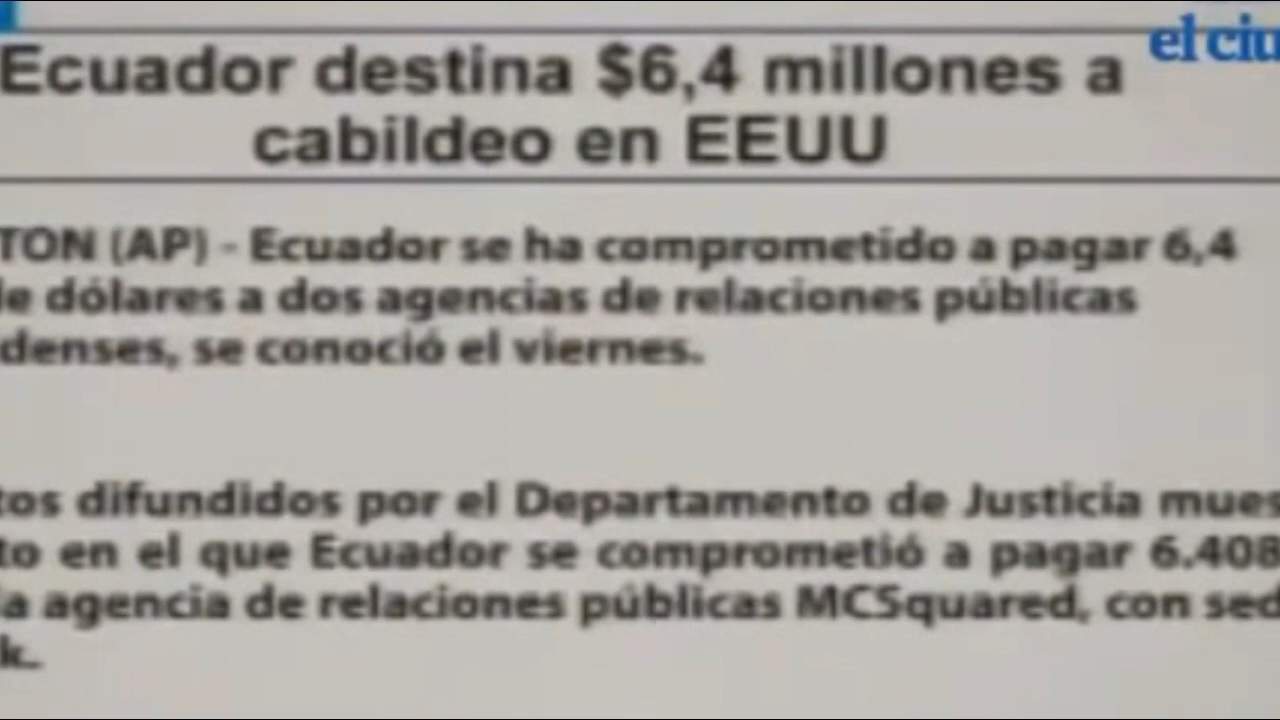 el ciu
Ecuador destina $6,4 millones a
cabildeo en EEUU
TON (AP) - Ecuador se ha comprometido a pagar 6,4
le dólares a dos agencias de relaciones públicas
denses, se conoció el viernes.
tos difundidos por el Departamento de Justicia mues
to en el que Ecuador se comprometió a pagar 6.408
la agencia de relaciones públicas MCSquared, con sed
k.